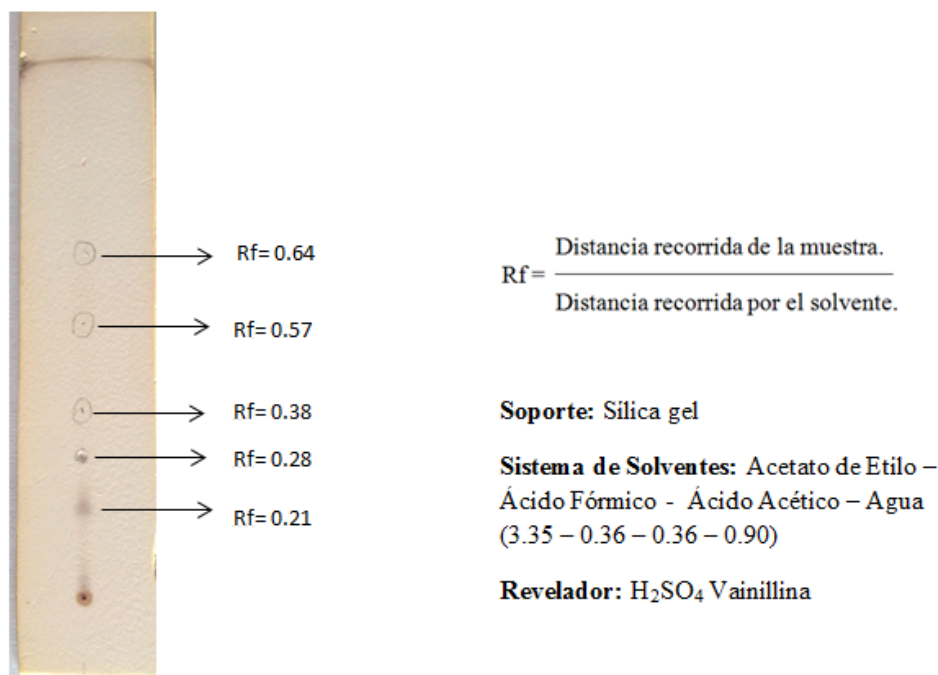 Rf= 0.64
Rf= 0.57
Rf= 0.38
Rf= 0.28
Rf= 0.21
Distancia recorrida de la muestra.
Rf =
Distancia recorrida por el solvente.
Soporte: Sílica gel
Sistema de Solventes: Acetato de Etilo –
Ácido Fórmico - Ácido Acético – Agua
(3.35 – 0.36 – 0.36 – 0.90)
Revelador: H₂SO₄ Vainillina